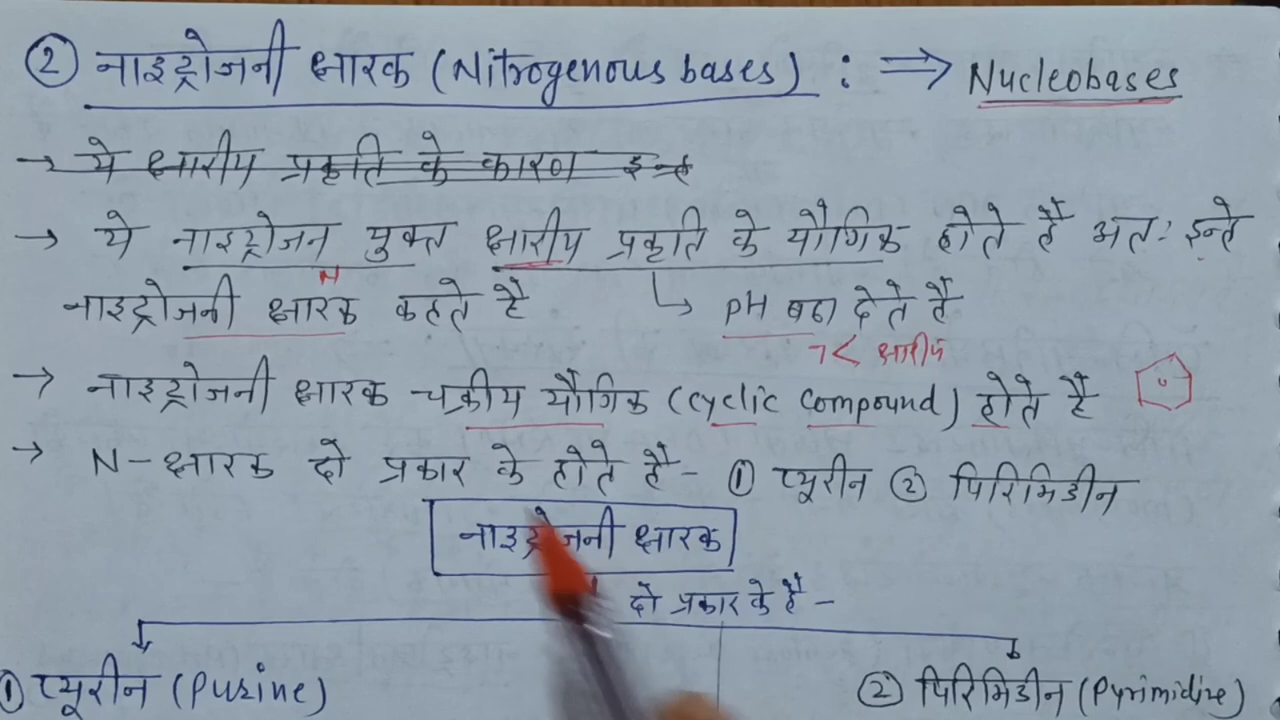 ② नाइट्रोजनी क्षारक (Nitrogenous bases) : ⇒ Nucleobases
→ ये क्षारीय प्रकृति के कारण इन्हे
→ ये नाइट्रोजन युक्त क्षारीय प्रकृति के यौगिक होते हैं अतः इन्हे
N
नाइट्रोजनी क्षारक कहते है ↳ pH बढा देते है
7 < क्षारीय
→ नाइट्रोजनी क्षारक चक्रीय यौगिक (cyclic compound) होते है
→ N-क्षारक दो प्रकार के होते है - ① प्यूरीन ② पिरिमिडीन
नाइट्रोजनी क्षारक
दो प्रकार के है -
① प्यूरीन (Purine) ② पिरिमिडीन (Pyrimidine)